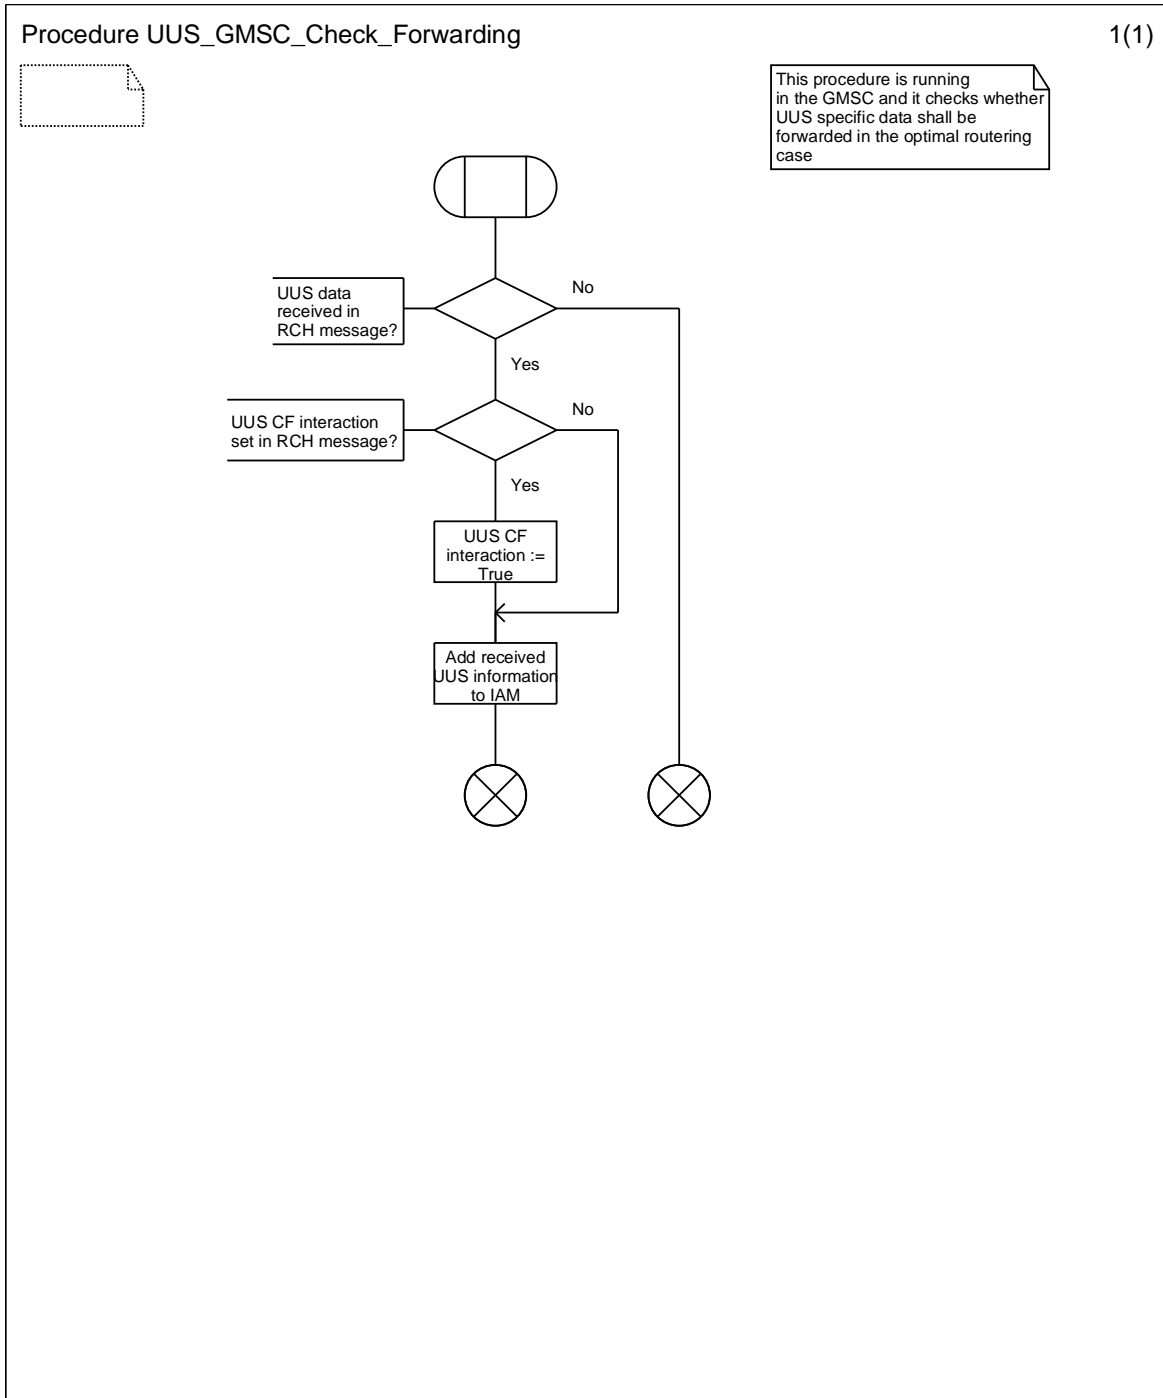 Procedure UUS_GMSC_Check_Forwarding
1(1)
This procedure is running
in the GMSC and it checks whether
UUS specific data shall be
forwarded in the optimal routering
case
UUS data
received in
RCH message?
No
Yes
UUS CF interaction
set in RCH message?
No
Yes
UUS CF
interaction :=
True
Add received
UUS information
to IAM